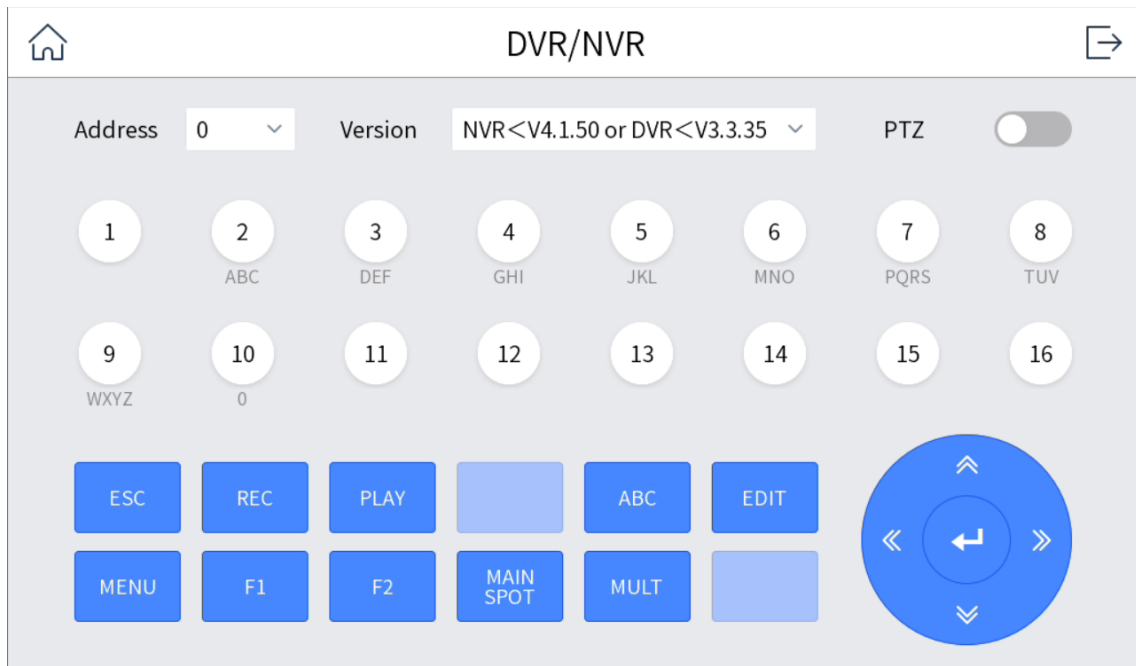 DVR/NVR
Address 0 Version NVR＜V4.1.50 or DVR＜V3.3.35 PTZ
1 2 3 4 5 6 7 8
ABC DEF GHI JKL MNO PQRS TUV
9 10 11 12 13 14 15 16
WXYZ 0
ESC REC PLAY ABC EDIT
MENU F1 F2 MAIN SPOT MULT